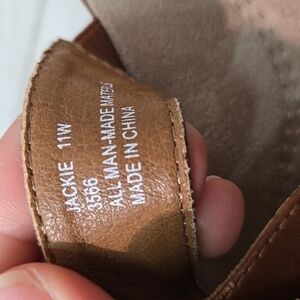 JACKIE 11W
3566
ALL MAN-MADE MATERIALS
MADE IN CHINA